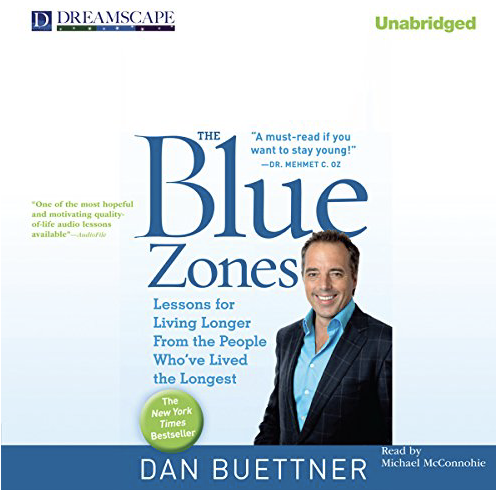 D DREAMSCAPE
Unabridged
THE
Blue
Zones
"A must-read if you
want to stay young!"
—DR. MEHMET C. OZ
"One of the most hopeful
and motivating quality-
of-life audio lessons
available"—AudioFile
Lessons for
Living Longer
From the People
Who've Lived
the Longest
The
New York
Times
Bestseller
DAN BUETTNER
Read by
Michael McConnohie